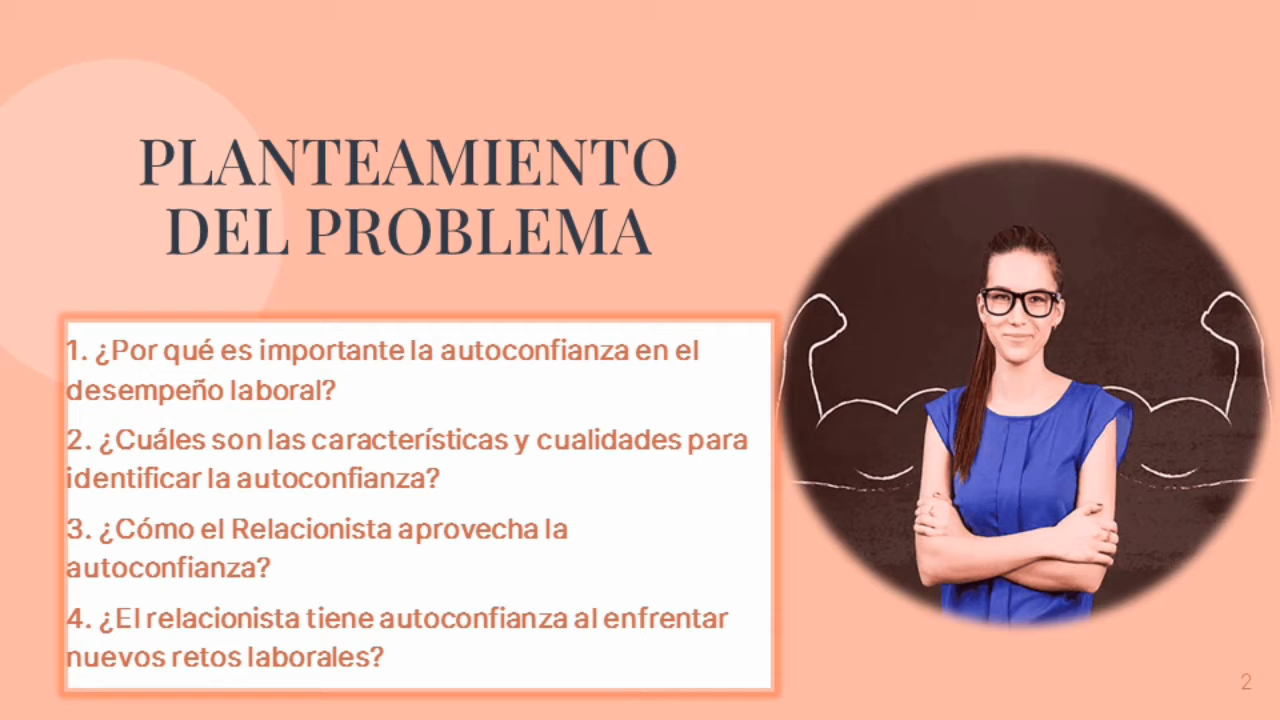 PLANTEAMIENTO
DEL PROBLEMA
1. ¿Por qué es importante la autoconfianza en el
desempeño laboral?
2. ¿Cuáles son las características y cualidades para
identificar la autoconfianza?
3. ¿Cómo el Relacionista aprovecha la
autoconfianza?
4. ¿El relacionista tiene autoconfianza al enfrentar
nuevos retos laborales?
2